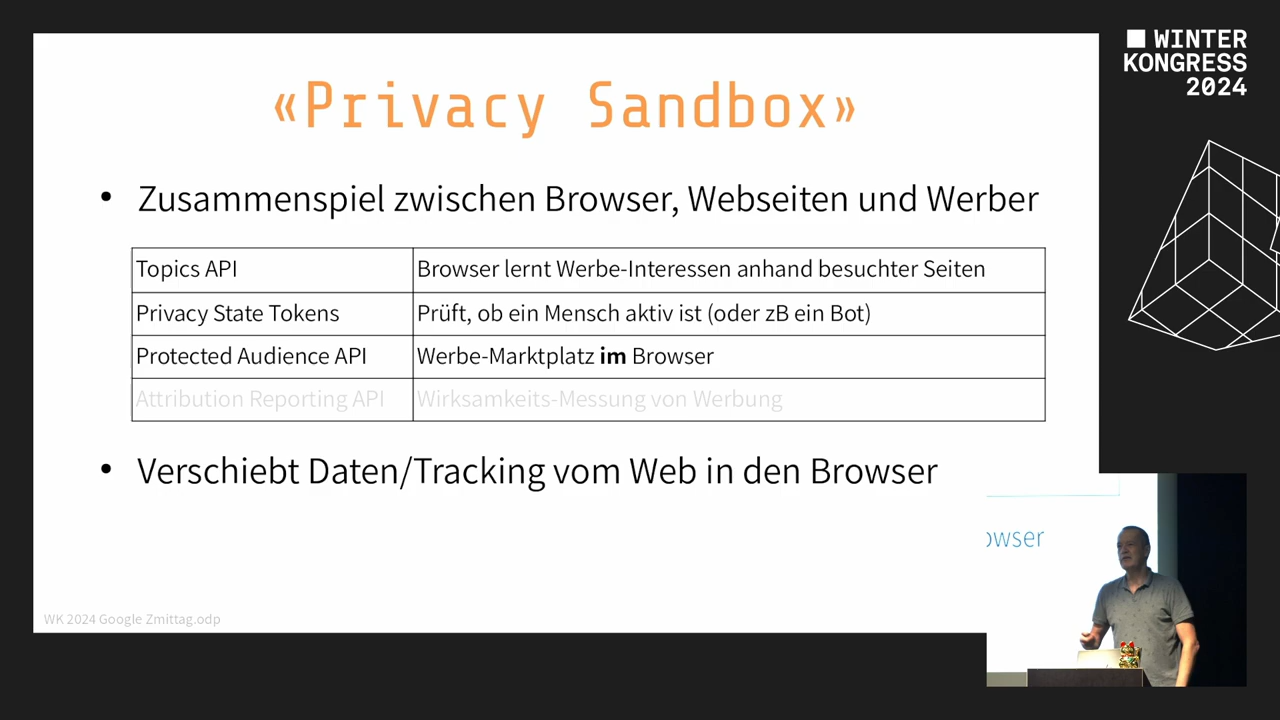 WINTER
KONGRESS
2024
«Privacy Sandbox»
• Zusammenspiel zwischen Browser, Webseiten und Werber
Topics API Browser lernt Werbe-Interessen anhand besuchter Seiten
Privacy State Tokens Prüft, ob ein Mensch aktiv ist (oder zB ein Bot)
Protected Audience API Werbe-Marktplatz im Browser
Attribution Reporting API Wirksamkeits-Messung von Werbung
• Verschiebt Daten/Tracking vom Web in den Browser
owser
WK 2024 Google Zmittag.odp